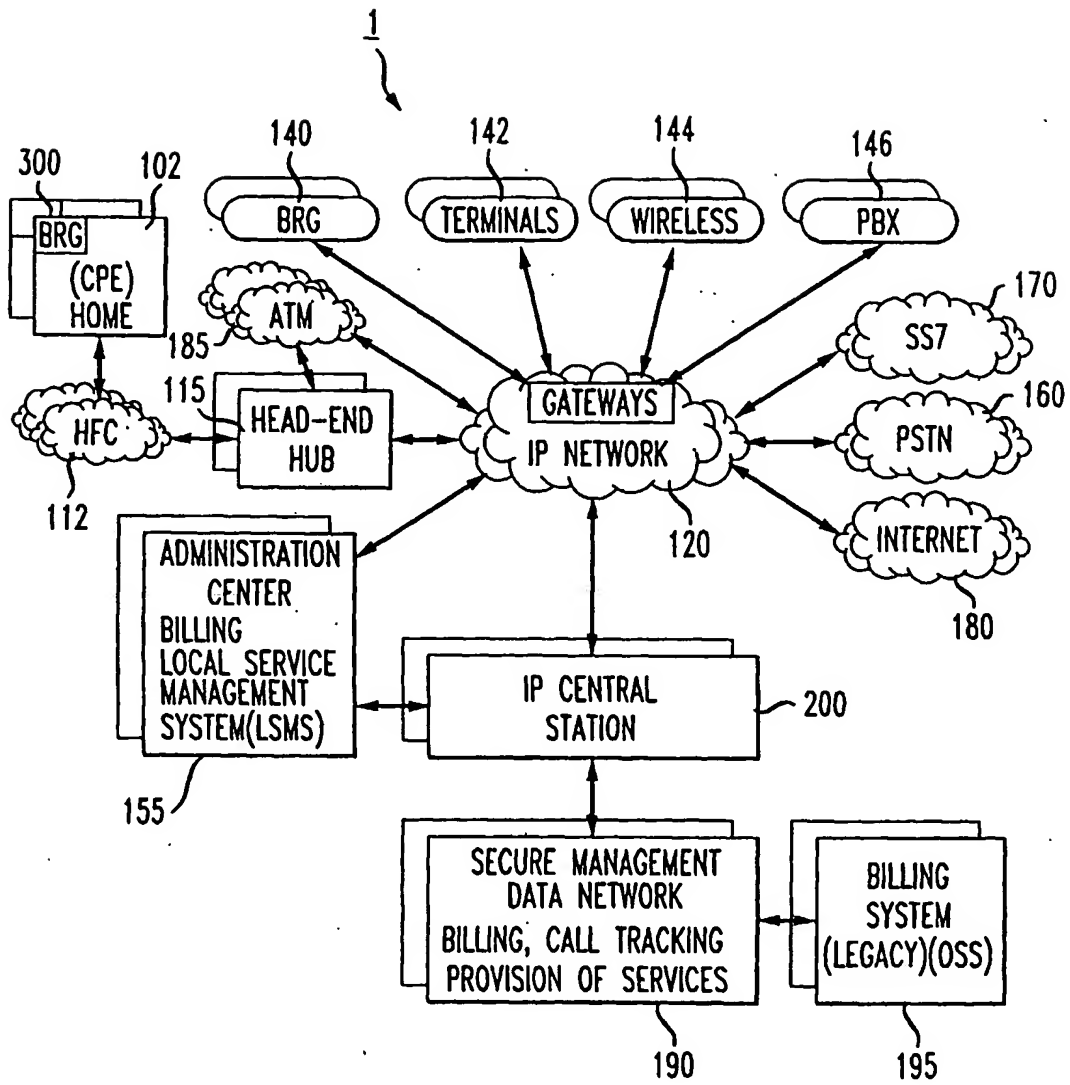 1
140
142
144
146
300
102
BRG
TERMINALS
WIRELESS
PBX
BRG
(CPE)
HOME
ATM
185
170
SS7
115
GATEWAYS
160
HEAD-END
HUB
HFC
IP NETWORK
PSTN
112
120
INTERNET
180
ADMINISTRATION
CENTER
BILLING
LOCAL SERVICE
MANAGEMENT
SYSTEM(LSMS)
IP CENTRAL
STATION
200
155
SECURE MANAGEMENT
DATA NETWORK
BILLING, CALL TRACKING
PROVISION OF SERVICES
BILLING
SYSTEM
(LEGACY)(OSS)
190
195